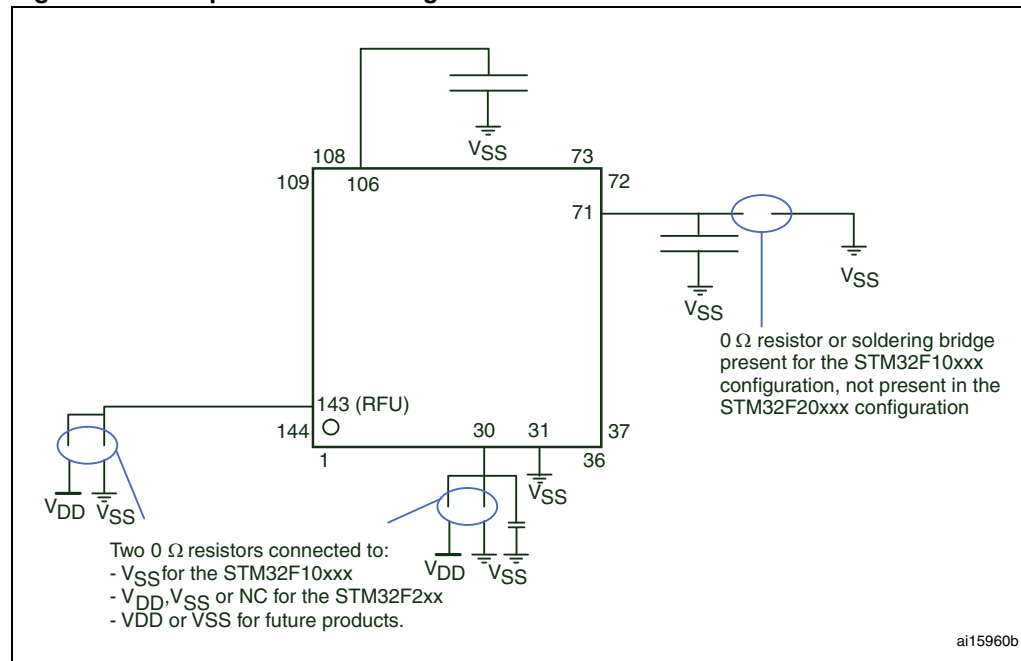 VSS
108
73
109
106
72
71
VSS
VSS
0 Ω resistor or soldering bridge
present for the STM32F10xxx
configuration, not present in the
STM32F20xxx configuration
143 (RFU)
144
30
31
37
1
36
VSS
VDD
VSS
VDD
VSS
Two 0 Ω resistors connected to:
- VSS for the STM32F10xxx
- VDD,VSS or NC for the STM32F2xx
- VDD or VSS for future products.
ai15960b